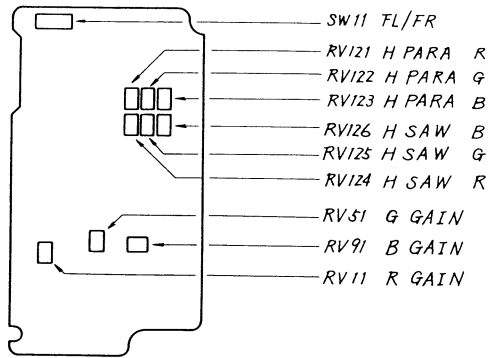 SW11 FL/FR
RV121 H PARA R
RV122 H PARA G
RV123 H PARA B
RV126 H SAW B
RV125 H SAW G
RV124 H SAW R
RV51 G GAIN
RV91 B GAIN
RV11 R GAIN